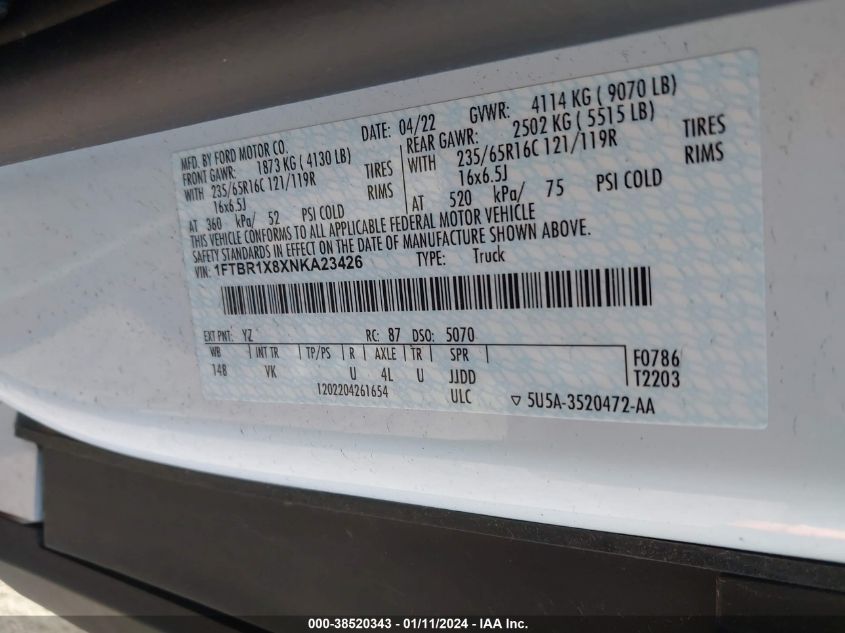 MFD. BY FORD MOTOR CO. DATE: 04/22 GVWR: 4114 KG ( 9070 LB)
FRONT GAWR: 1873 KG ( 4130 LB) REAR GAWR: 2502 KG ( 5515 LB)
WITH 235/65R16C 121/119R TIRES WITH 235/65R16C 121/119R TIRES
16x6.5J RIMS 16x6.5J RIMS
AT 360 kPa/ 52 PSI COLD AT 520 kPa/ 75 PSI COLD
THIS VEHICLE CONFORMS TO ALL APPLICABLE FEDERAL MOTOR VEHICLE
SAFETY STANDARDS IN EFFECT ON THE DATE OF MANUFACTURE SHOWN ABOVE.
VIN: 1FTBR1X8XNKA23426 TYPE: Truck
EXT PNT: YZ RC: 87 DSO: 5070
WB INT TR TP/PS R AXLE TR SPR F0786
148 VK U 4L U JJDD T2203
1202204261654 ULC ▽ 5U5A-3520472-AA
000-38520343 - 01/11/2024 - IAA Inc.